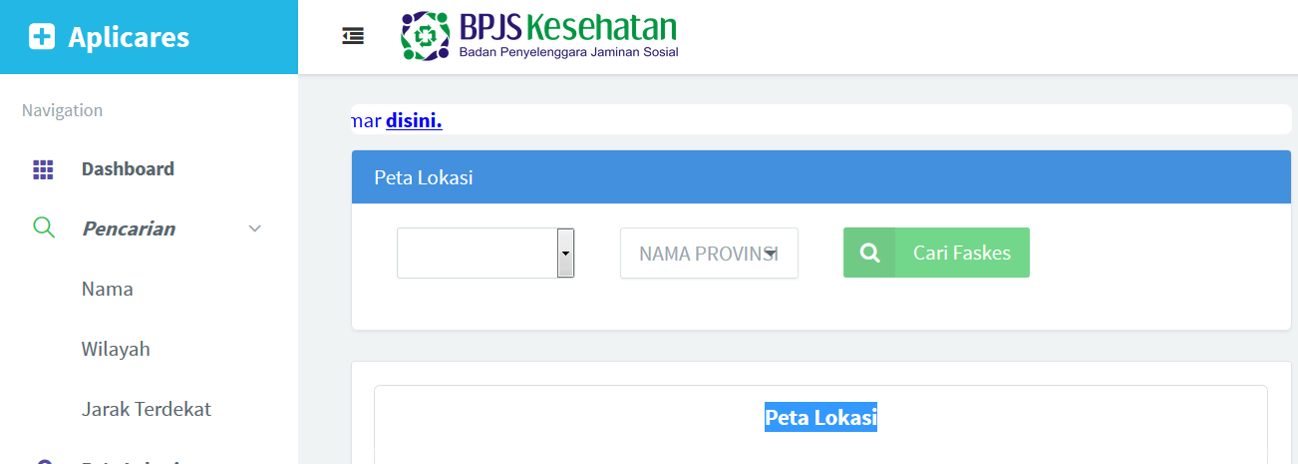 Aplicares
BPJS Kesehatan
Badan Penyelenggara Jaminan Sosial
Navigation
Dashboard
Pencarian
Nama
Wilayah
Jarak Terdekat
disini.
Peta Lokasi
NAMA PROVINSI
Cari Faskes
Peta Lokasi